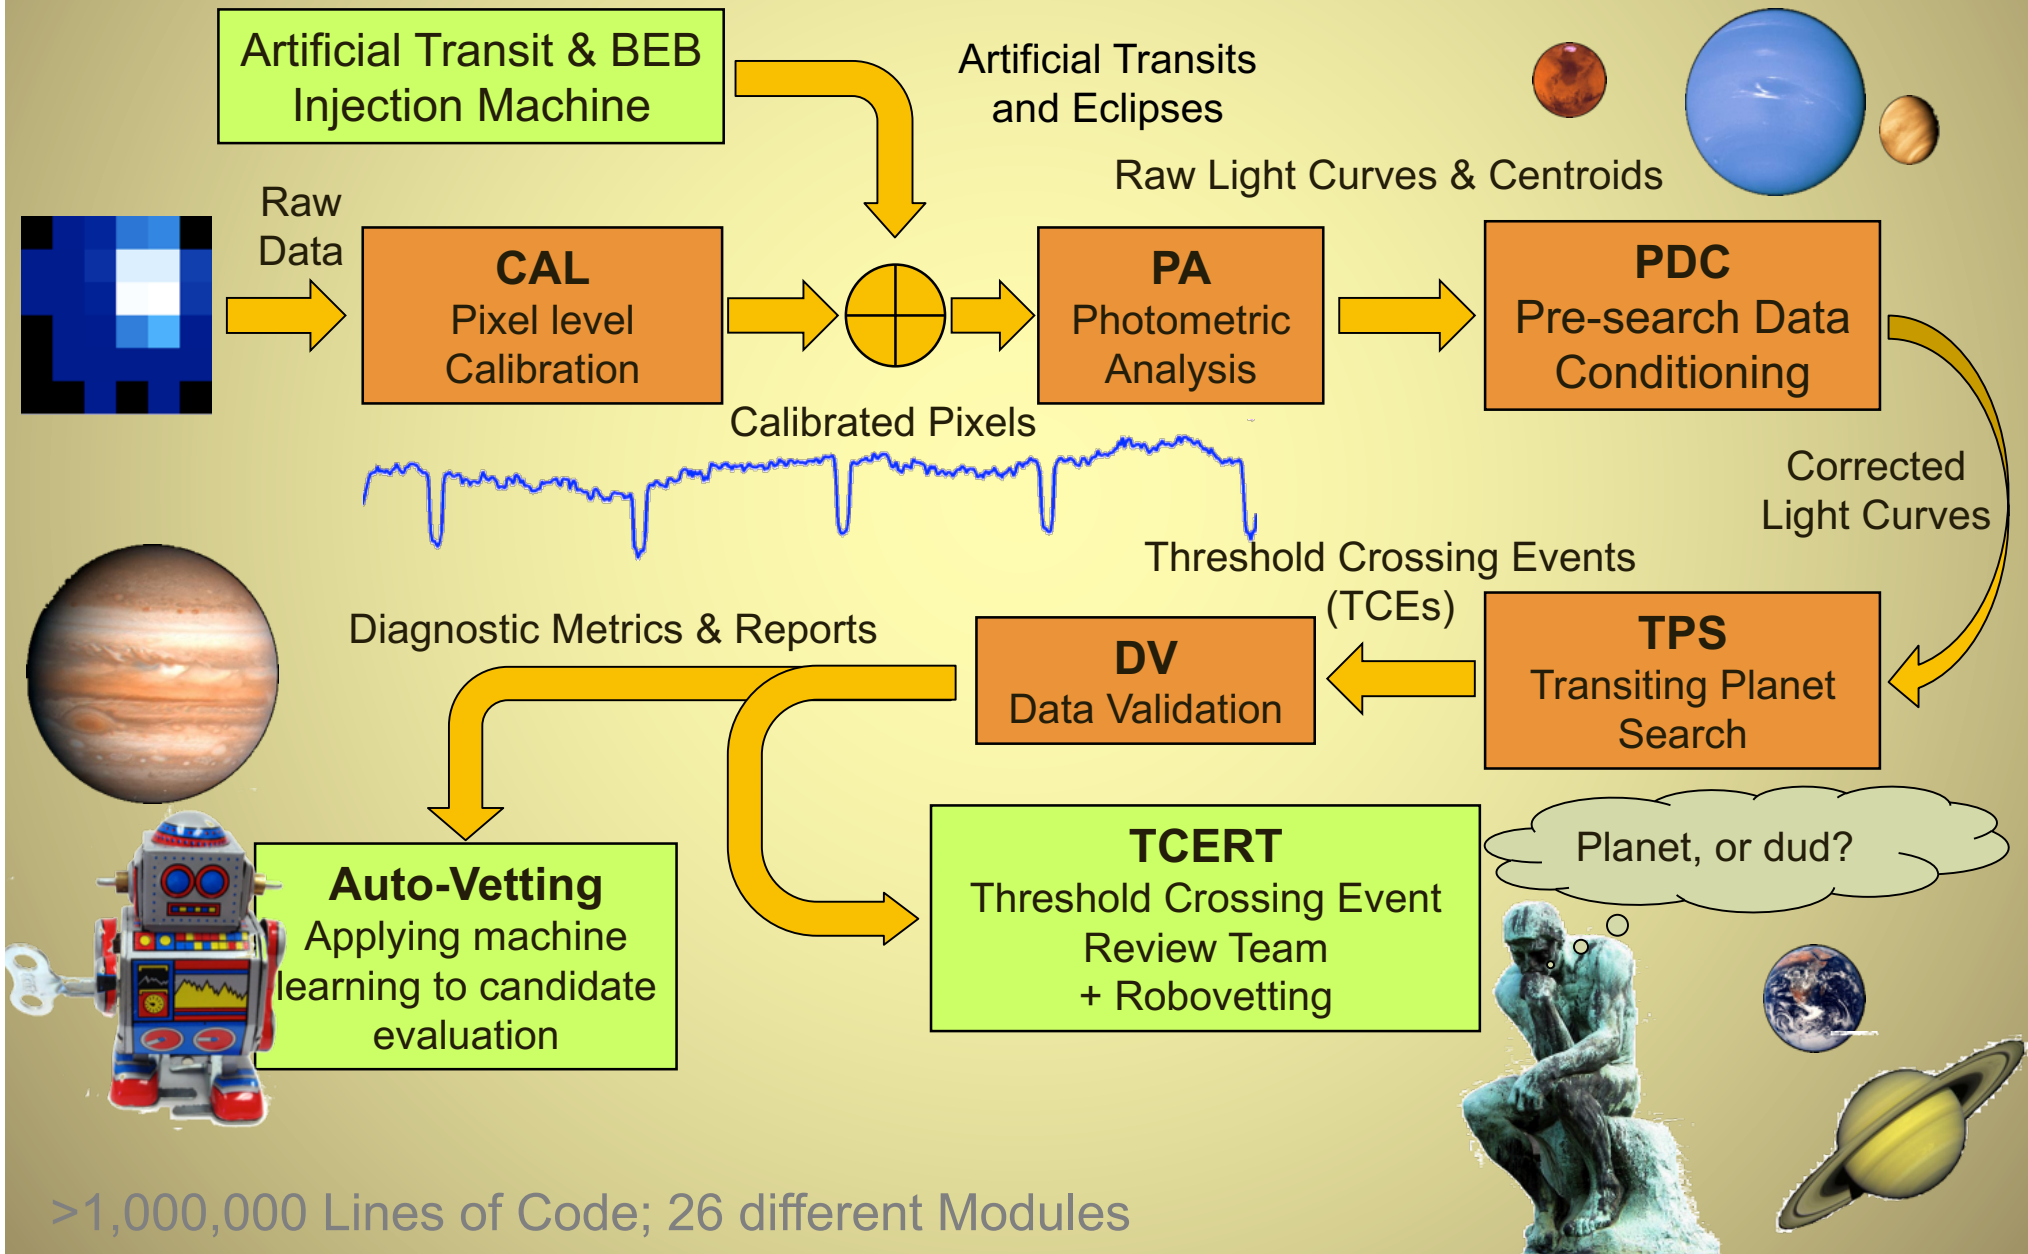 Artificial Transit & BEB
Injection Machine
Artificial Transits
and Eclipses
Raw Light Curves & Centroids
Raw
Data
CAL
Pixel level
Calibration
PA
Photometric
Analysis
PDC
Pre-search Data
Conditioning
Calibrated Pixels
Corrected
Light Curves
Threshold Crossing Events
(TCEs)
Diagnostic Metrics & Reports
DV
Data Validation
TPS
Transiting Planet
Search
Auto-Vetting
Applying machine
learning to candidate
evaluation
TCERT
Threshold Crossing Event
Review Team
+ Robovetting
Planet, or dud?
>1,000,000 Lines of Code; 26 different Modules